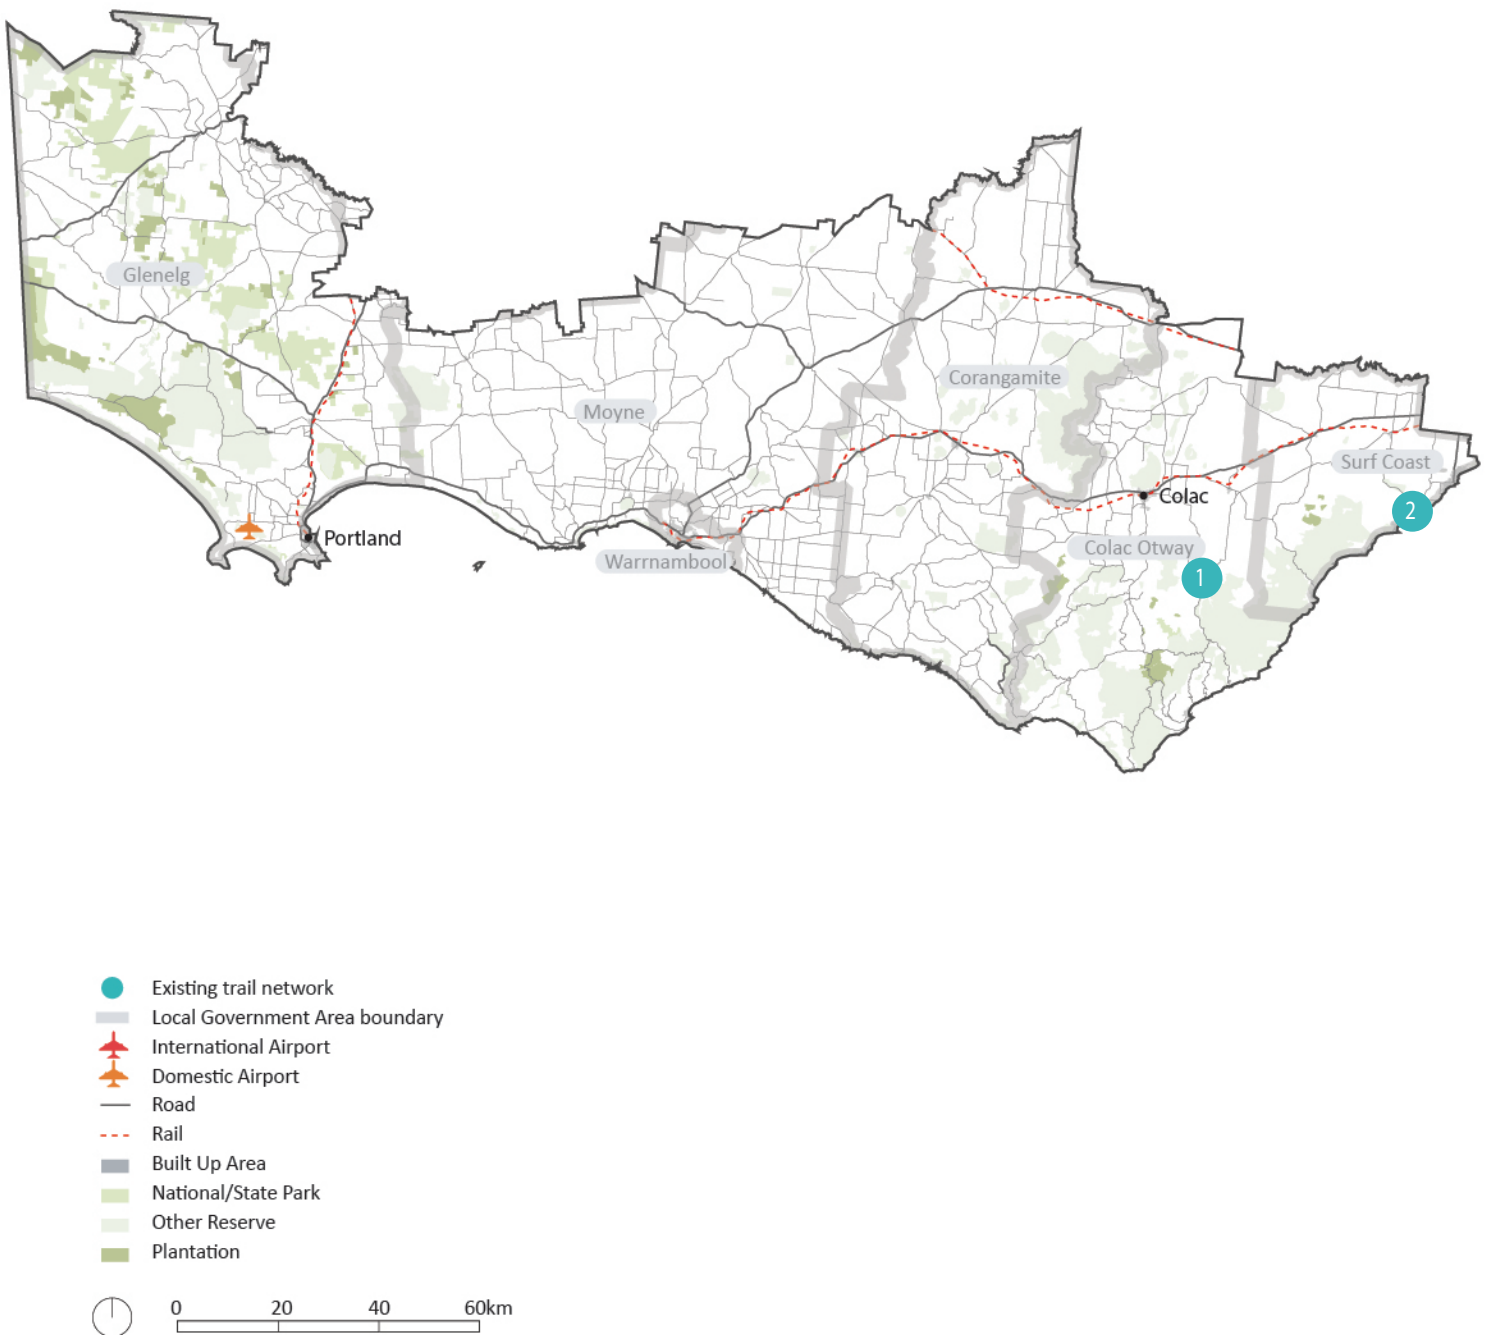 Glenelg
Corangamite
Moyne
Surf Coast
Colac
2
Portland
Colac Otway
Warrnambool
1
Existing trail network
Local Government Area boundary
International Airport
Domestic Airport
Road
Rail
Built Up Area
National/State Park
Other Reserve
Plantation
0 20 40 60km